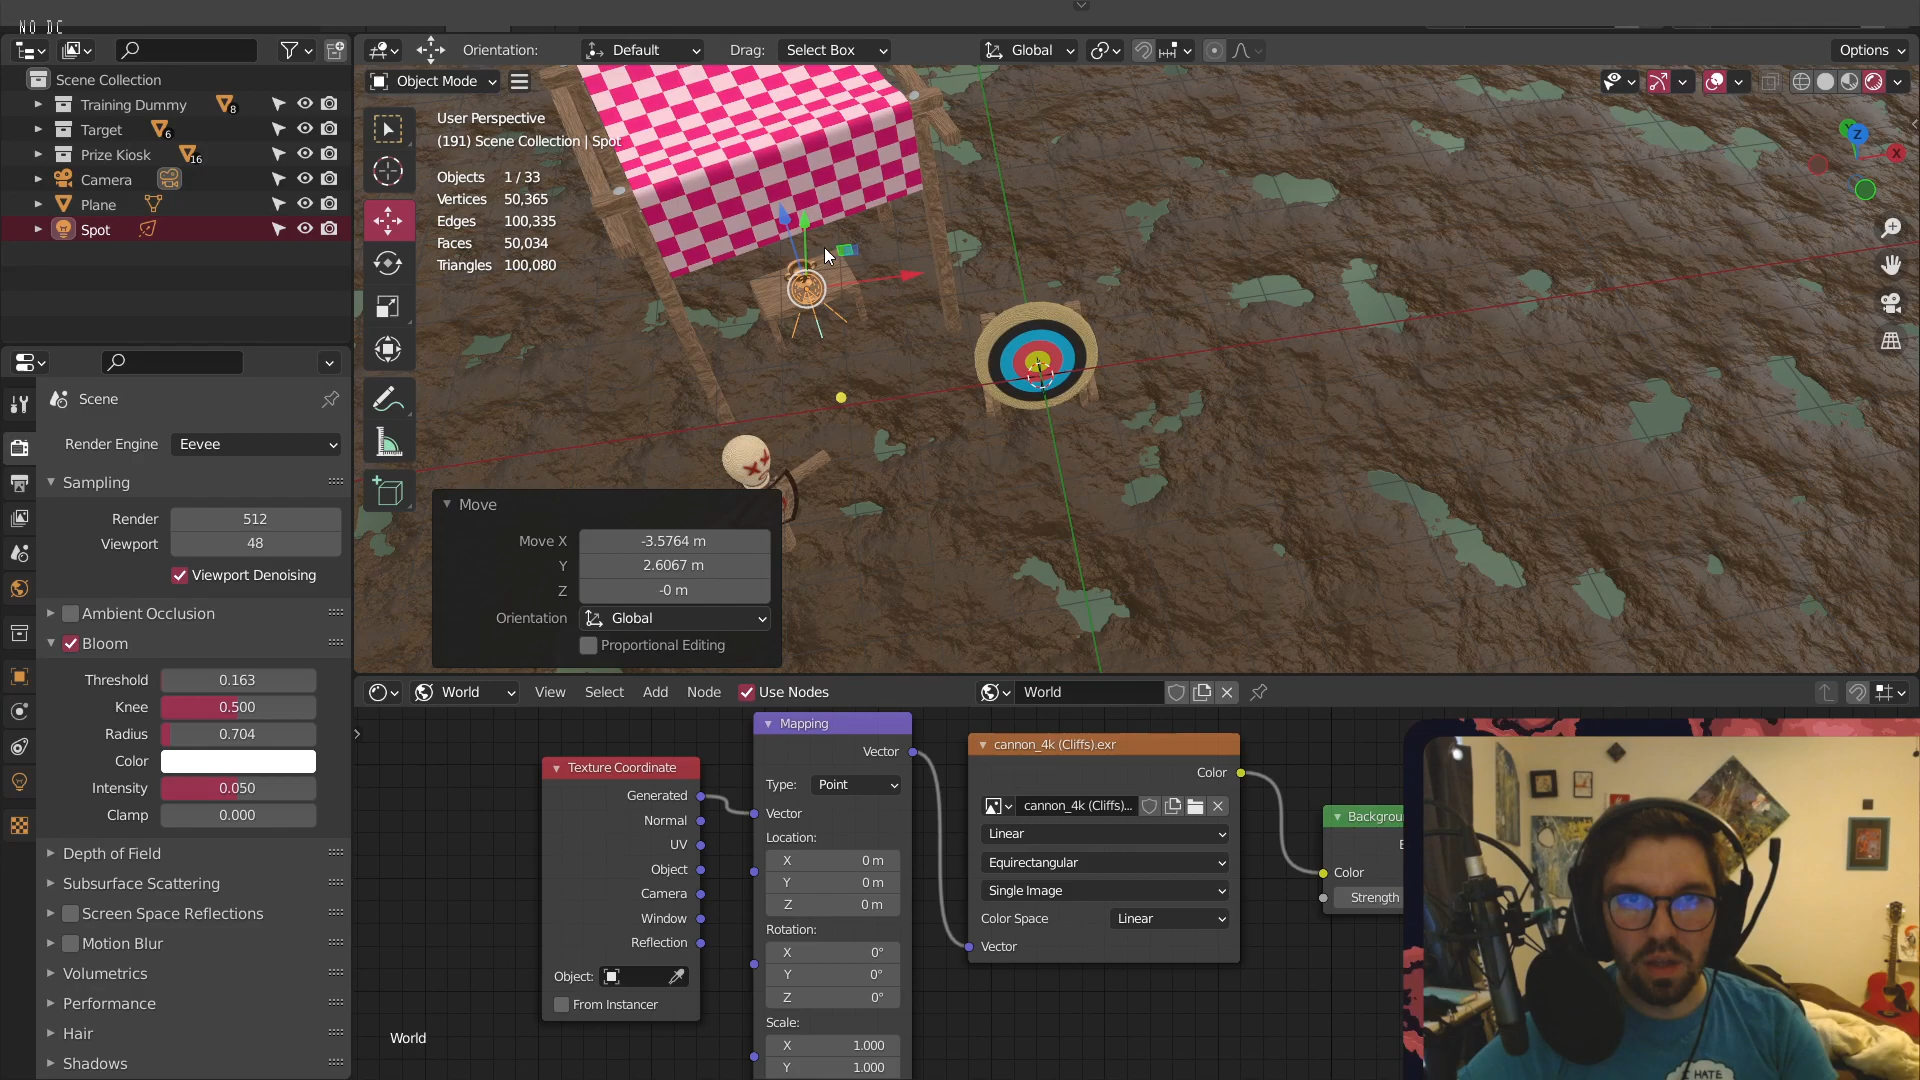 NO DC
Orientation:
Default
Drag:
Select Box
Global
Options
Scene Collection
Training Dummy
8
Target
6
Prize Kiosk
16
Camera
Plane
Spot
Object Mode
User Perspective
(191) Scene Collection | Spot
Objects 1 / 33
Vertices 50,365
Edges 100,335
Faces 50,034
Triangles 100,080
Z
X
Move
Move X -3.5764 m
Y 2.6067 m
Z -0 m
Orientation Global
Proportional Editing
Scene
Render Engine Eevee
Sampling
Render 512
Viewport 48
Viewport Denoising
Ambient Occlusion
Bloom
Threshold 0.163
Knee 0.500
Radius 0.704
Color
Intensity 0.050
Clamp 0.000
Depth of Field
Subsurface Scattering
Screen Space Reflections
Motion Blur
Volumetrics
Performance
Hair
Shadows
World
View
Select
Add
Node
Use Nodes
World
Texture Coordinate
Generated
Normal
UV
Object
Camera
Window
Reflection
Object:
From Instancer
Mapping
Vector
Type: Point
Vector
Location:
X 0 m
Y 0 m
Z 0 m
Rotation:
X 0°
Y 0°
Z 0°
Scale:
X 1.000
Y 1.000
cannon_4k (Cliffs).exr
Color
cannon_4k (Cliffs)...
Linear
Equirectangular
Single Image
Color Space Linear
Vector
Backgrou
Color
Strength
World
I HATE